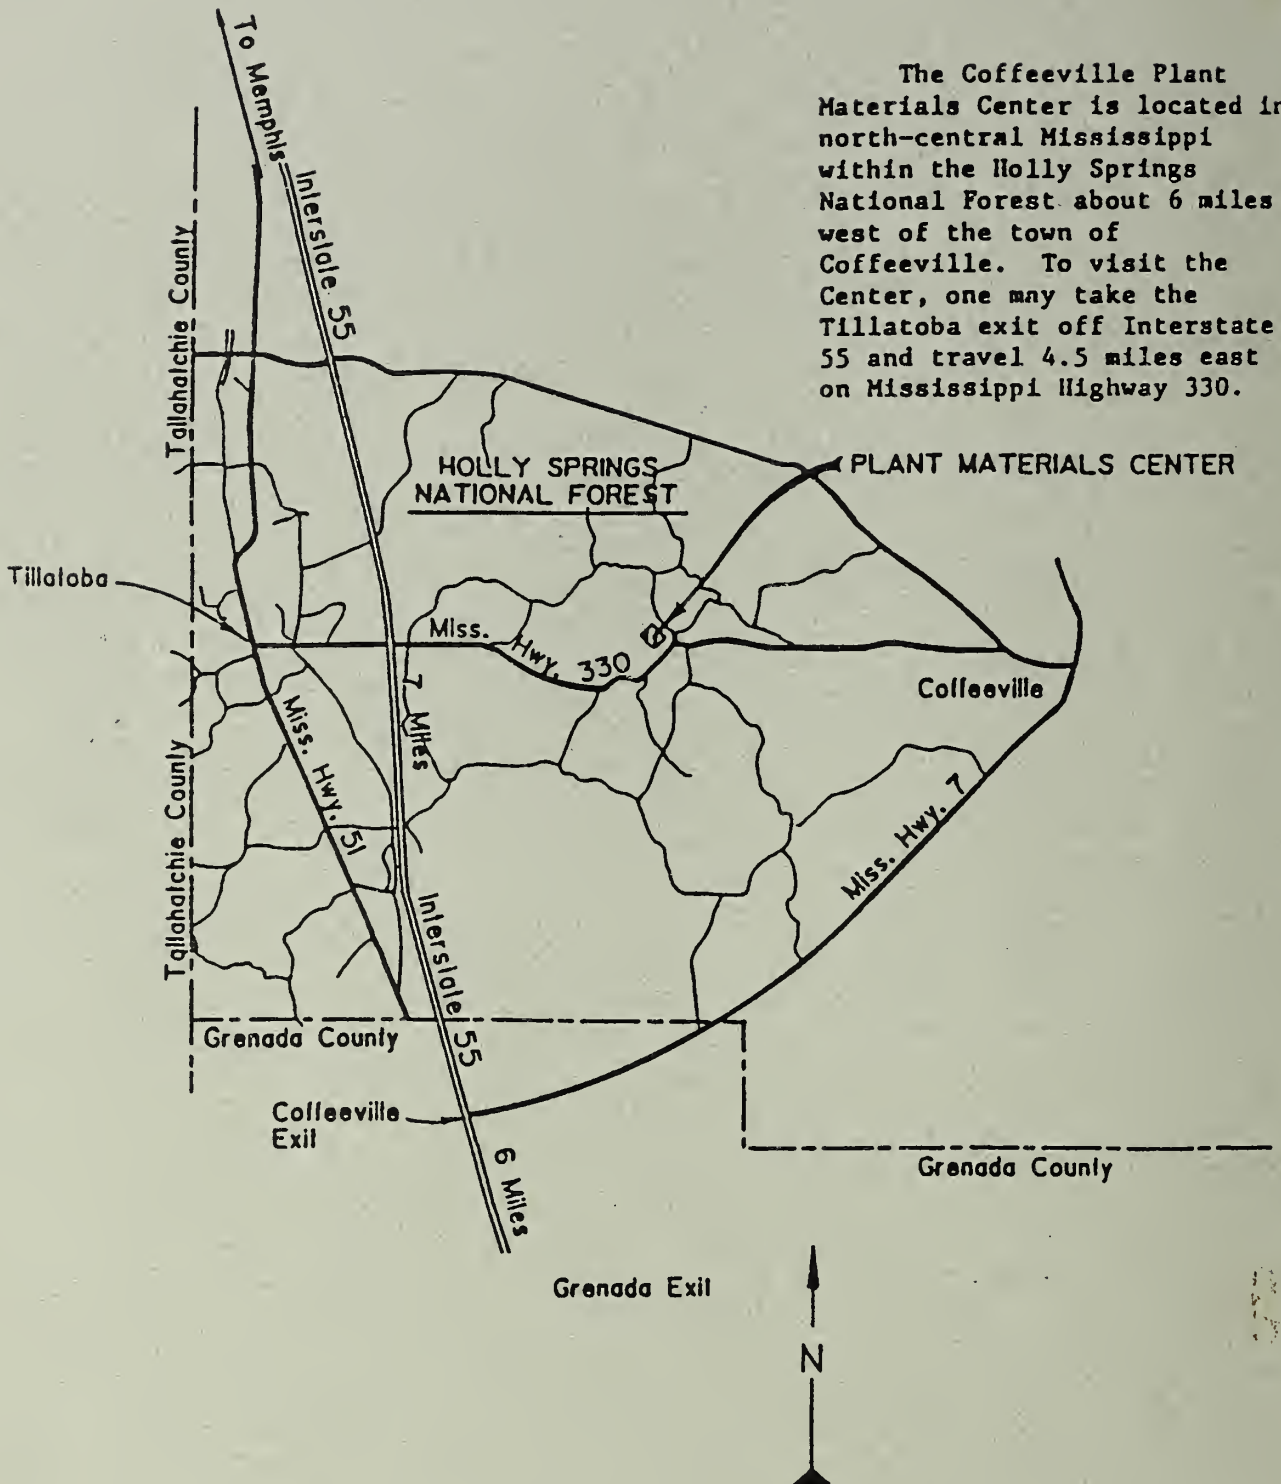 To Memphis
The Coffeeville Plant
Materials Center is located in
north-central Mississippi
within the Holly Springs
National Forest about 6 miles
west of the town of
Coffeeville. To visit the
Center, one may take the
Tillatoba exit off Interstate
55 and travel 4.5 miles east
on Mississippi Highway 330.
Interstate 55
Tallahatchie County
HOLLY SPRINGS
NATIONAL FOREST
PLANT MATERIALS CENTER
Tillatoba
Miss. Hwy. 330
Coffeeville
7 Miles
Miss. Hwy. 51
Tallahatchie County
Miss. Hwy. 7
Interstate 55
Grenada County
Coffeeville
Exit
6 Miles
Grenada County
Grenada Exit
N